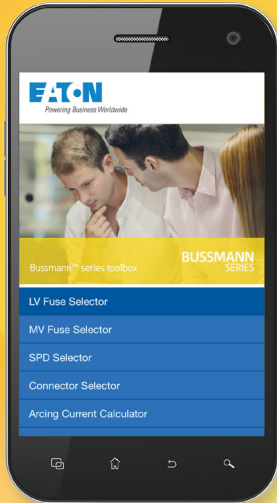 EATON
Powering Business Worldwide
Bussmann™ series toolbox
BUSSMANN
SERIES
LV Fuse Selector
MV Fuse Selector
SPD Selector
Connector Selector
Arcing Current Calculator